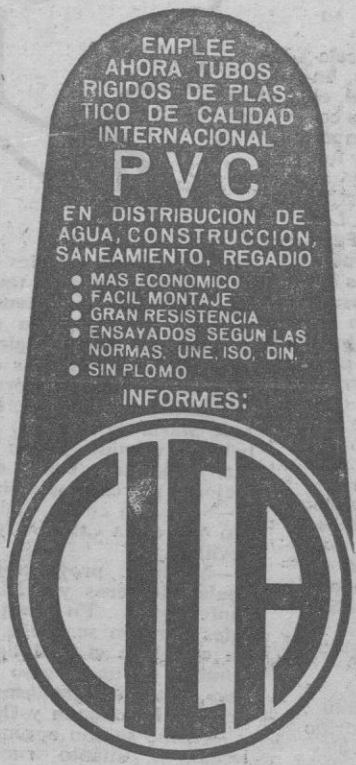 EMPLEE
AHORA TUBOS
RIGIDOS DE PLAS-
TICO DE CALIDAD
INTERNACIONAL
PVC
EN DISTRIBUCION DE
AGUA, CONSTRUCCION,
SANEAMIENTO, REGADIO
● MAS ECONOMICO
● FACIL MONTAJE
● GRAN RESISTENCIA
● ENSAYADOS SEGUN LAS
NORMAS, UNE, ISO, DIN.
● SIN PLOMO
INFORMES:
CICA